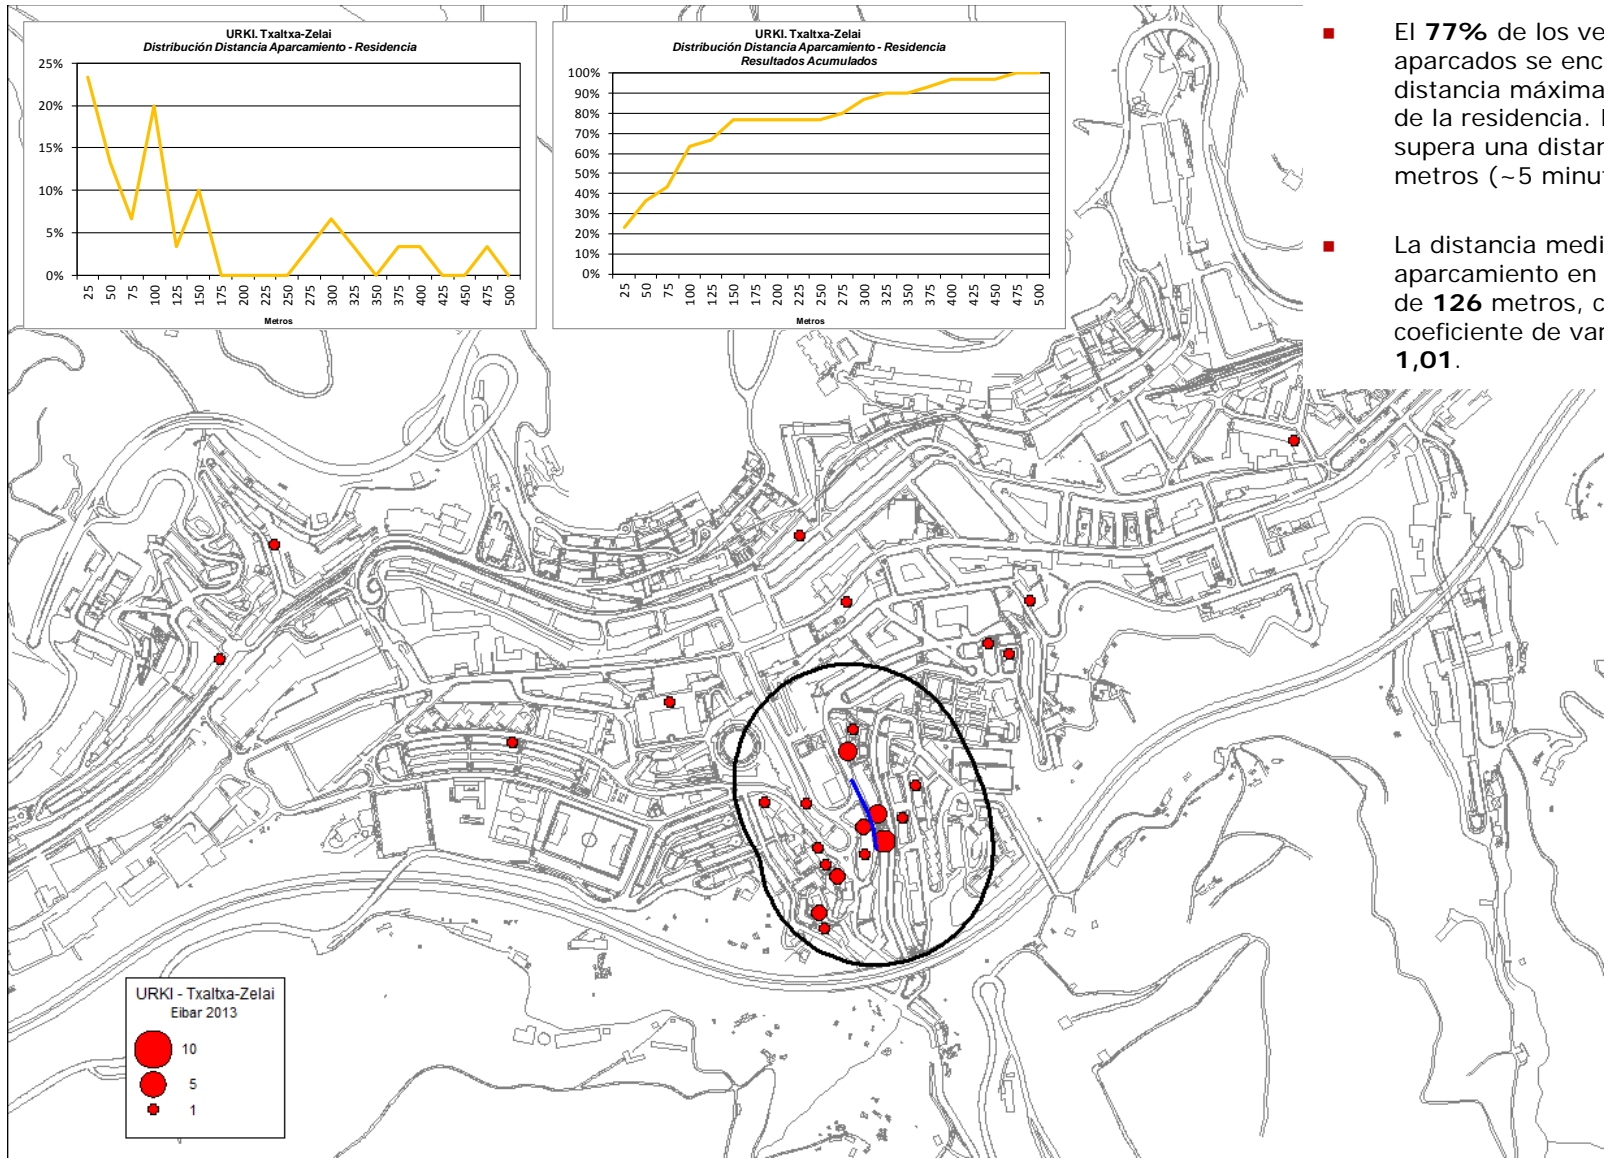 URKI. Txaltxa-Zelai
Distribución Distancia Aparcamiento - Residencia
25%
20%
15%
10%
5%
0%
25 50 75 100 125 150 175 200 225 250 275 300 325 350 375 400 425 450 475 500
Metros
URKI. Txaltxa-Zelai
Distribución Distancia Aparcamiento - Residencia
Resultados Acumulados
100%
90%
80%
70%
60%
50%
40%
30%
20%
10%
0%
25 50 75 100 125 150 175 200 225 250 275 300 325 350 375 400 425 450 475 500
Metros
El 77% de los ve
aparcados se enc
distancia máxima
de la residencia.
supera una distan
metros (~5 minut
La distancia medi
aparcamiento en
de 126 metros, c
coeficiente de var
1,01.
URKI - Txaltxa-Zelai
Eibar 2013
10
5
1